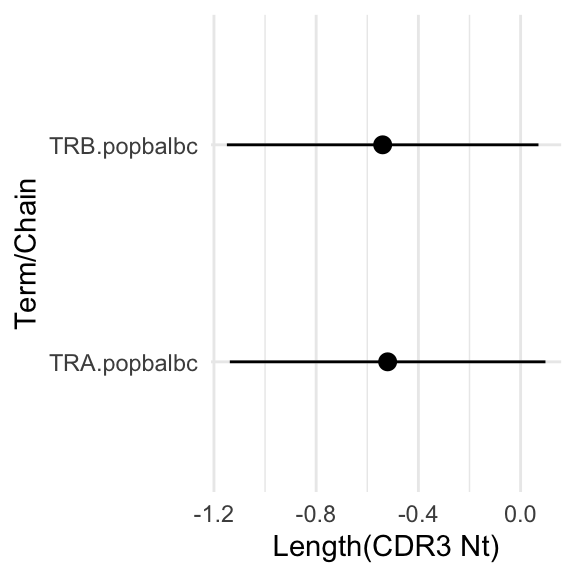 Term/Chain
TRB.popbalbc
TRA.popbalbc
-1.2 -0.8 -0.4 0.0
Length(CDR3 Nt)